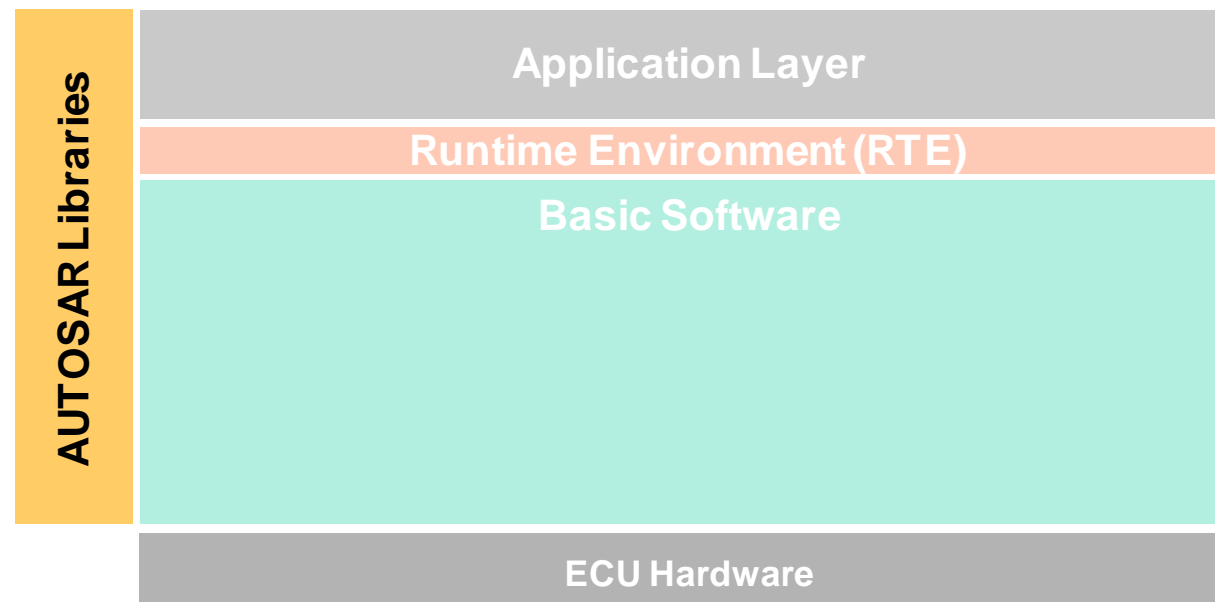 AUTOSAR Libraries
Application Layer
Runtime Environment (RTE)
Basic Software
ECU Hardware